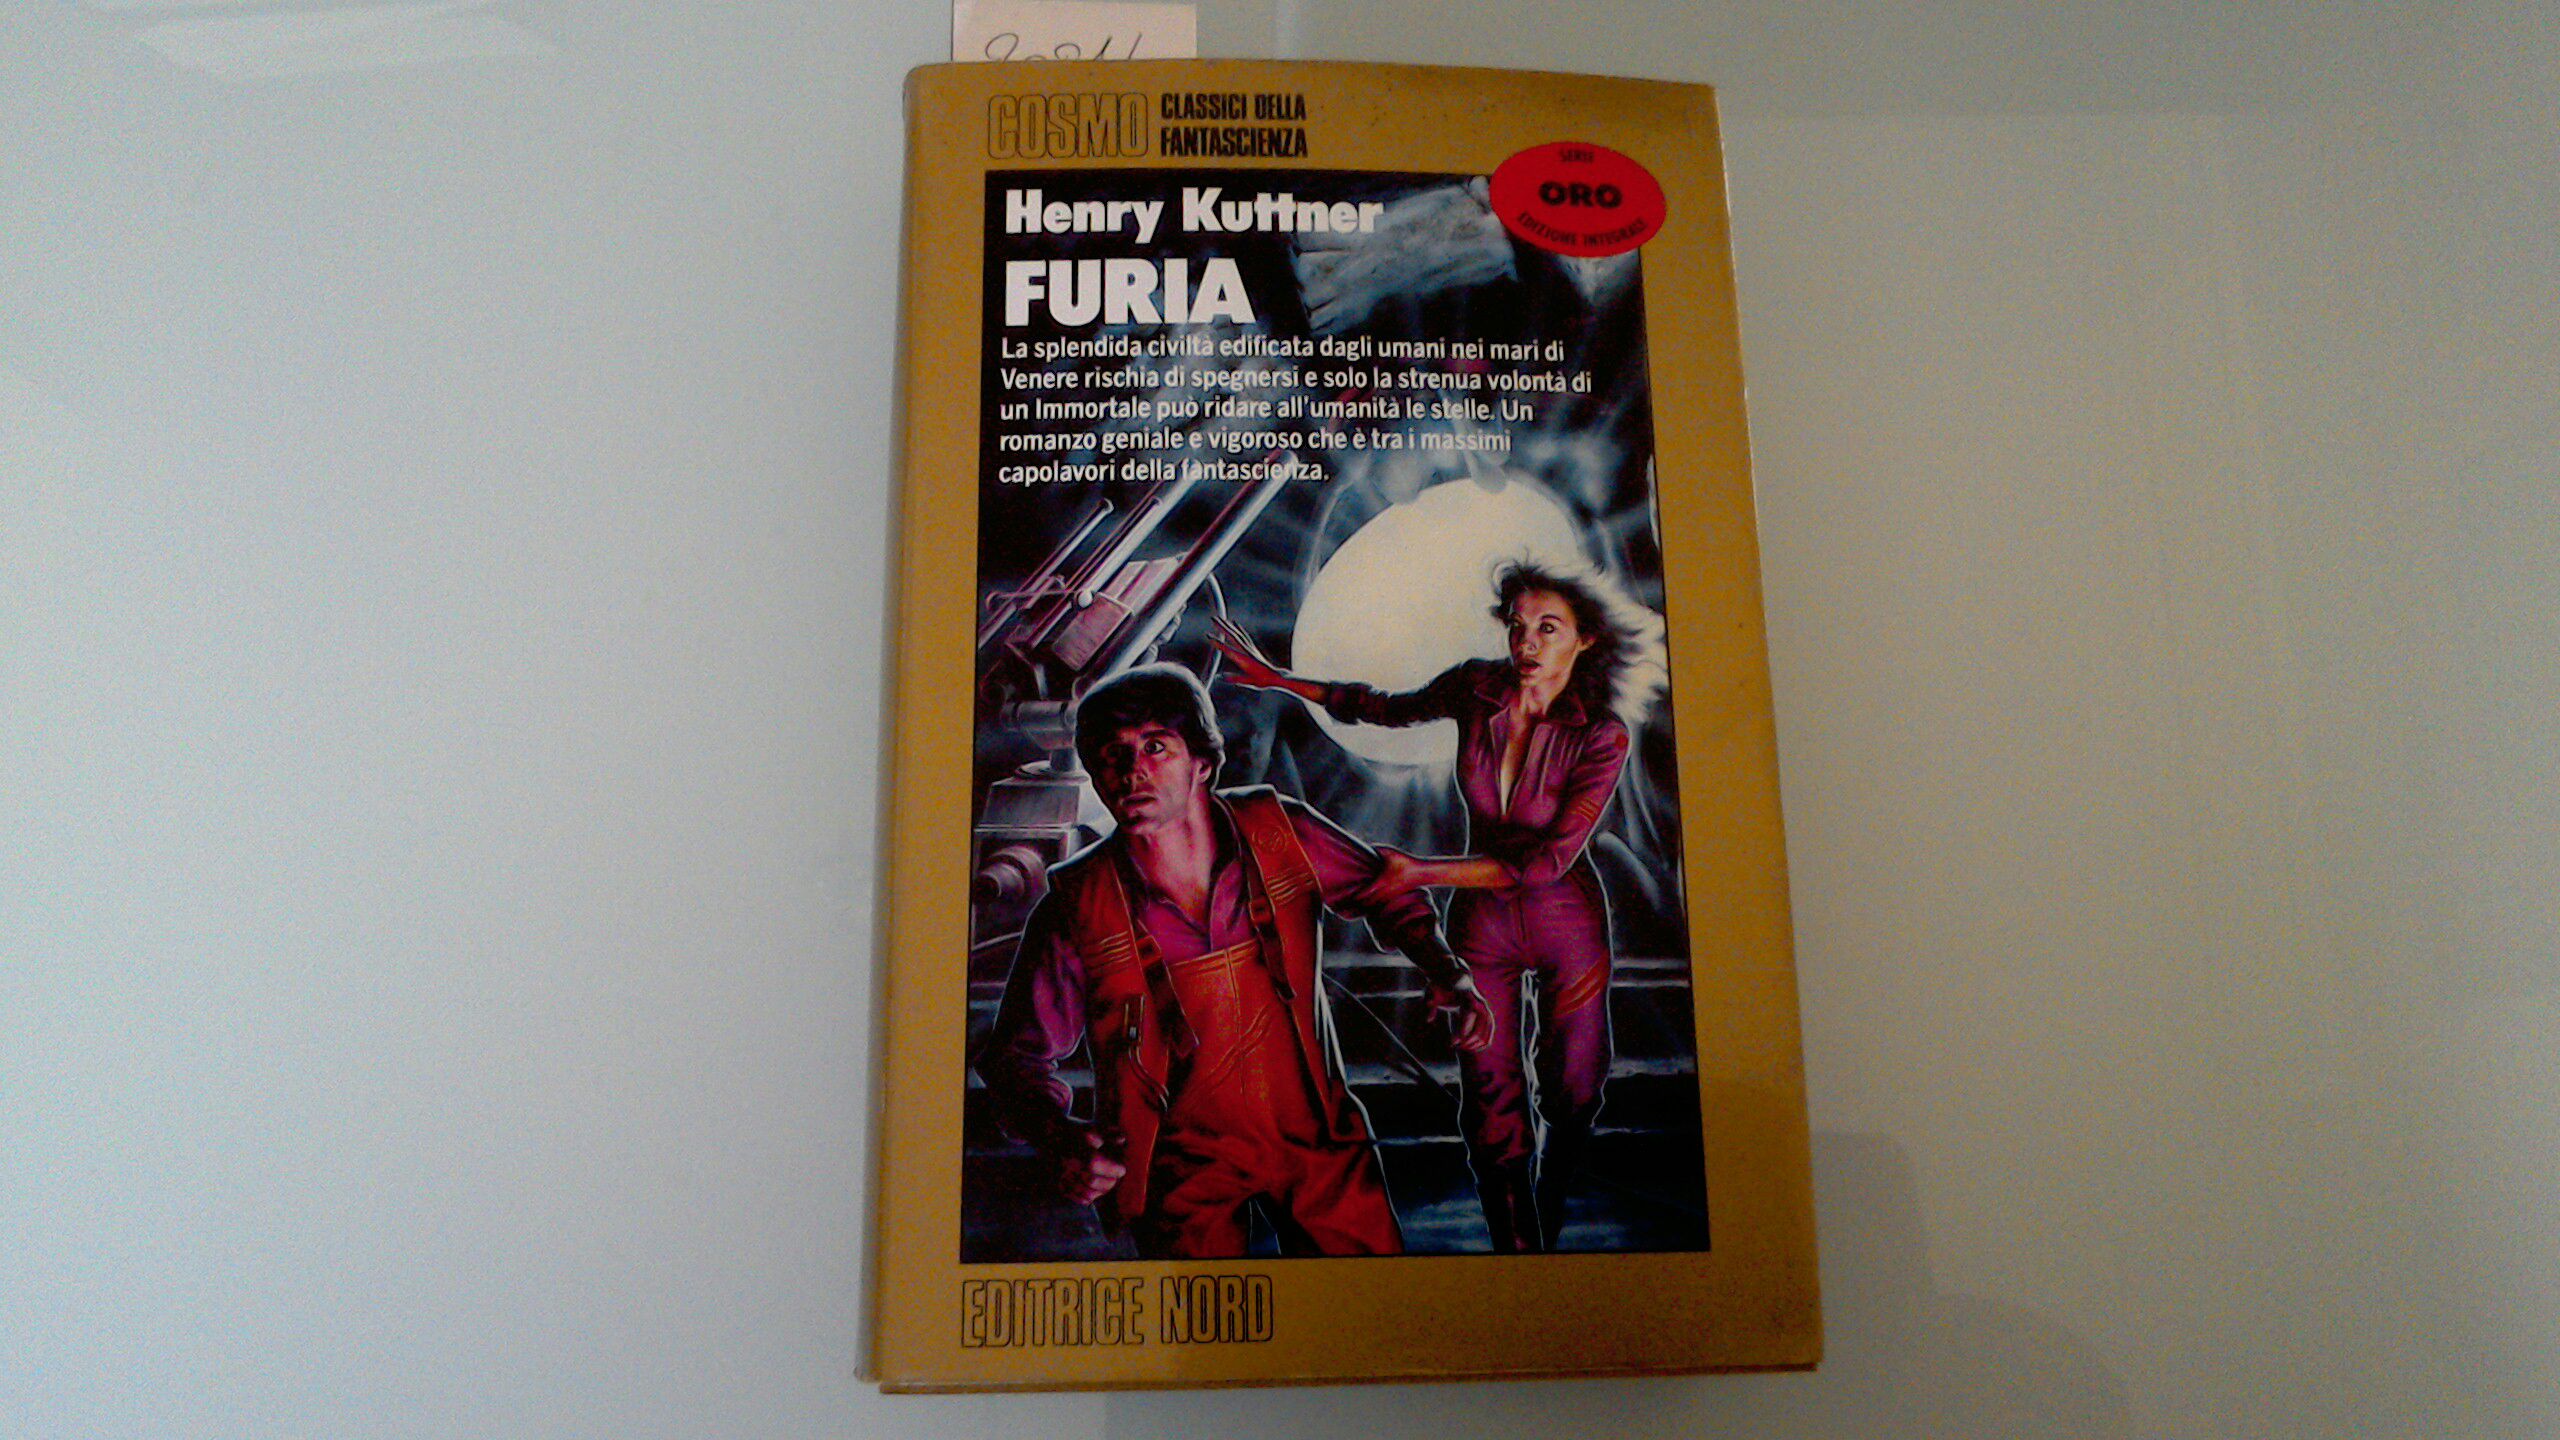 COSMO CLASSICI DELLA
FANTASCIENZA
SERIE
ORO
EDIZIONE INTEGRALE
Henry Kuttner
FURIA
La splendida civiltà edificata dagli umani nei mari di
Venere rischia di spegnersi e solo la strenua volontà di
un Immortale può ridare all'umanità le stelle. Un
romanzo geniale e vigoroso che è tra i massimi
capolavori della fantascienza.
EDITRICE NORD